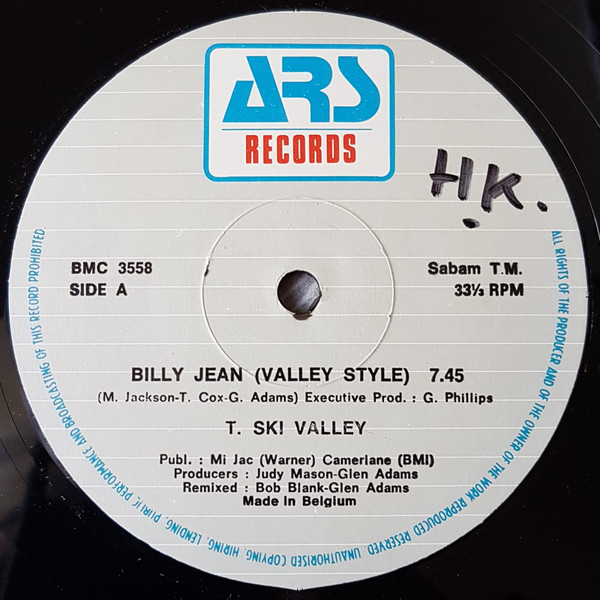 ARS
RECORDS
H.K.
BMC 3558
SIDE A
Sabam T.M.
33⅓ RPM
BILLY JEAN (VALLEY STYLE) 7.45
(M. Jackson-T. Cox-G. Adams) Executive Prod. : G. Phillips
T. SKI VALLEY
Publ. : Mi Jac (Warner) Camerlane (BMI)
Producers : Judy Mason-Glen Adams
Remixed : Bob Blank-Glen Adams
Made in Belgium
ALL RIGHTS OF THE PRODUCER AND OF THE OWNER OF THE WORK REPRODUCED RESERVED. UNAUTHORISED COPYING, HIRING, LENDING, PUBLIC PERFORMANCE AND BROADCASTING OF THIS RECORD PROHIBITED